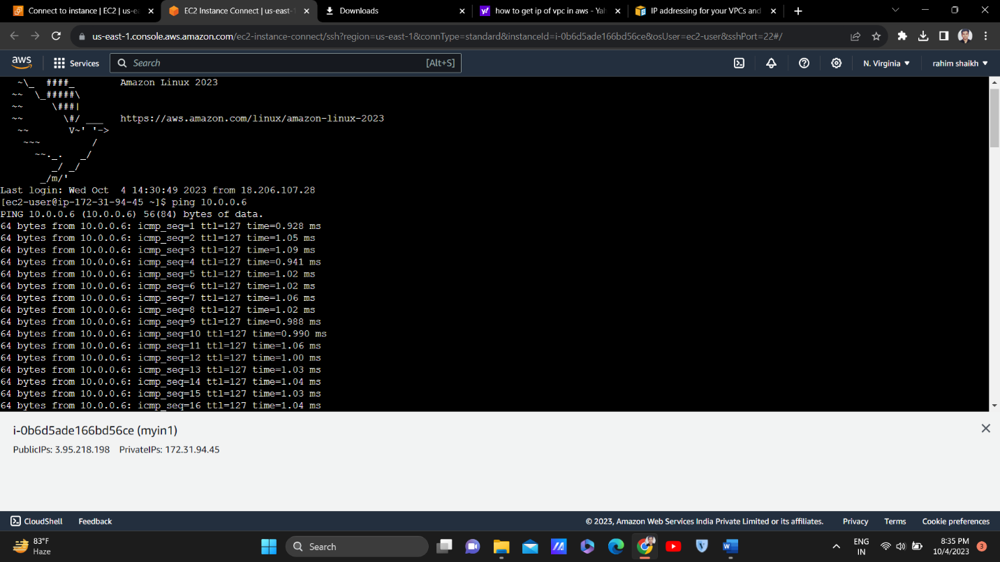 Connect to instance | EC2 | us-ea
EC2 Instance Connect | us-east-1
Downloads
how to get ip of vpc in aws - Yah
IP addressing for your VPCs and
us-east-1.console.aws.amazon.com/ec2-instance-connect/ssh?region=us-east-1&connType=standard&instanceId=i-0b6d5ade166bd56ce&osUser=ec2-user&sshPort=22#/
aws
Services
Search
[Alt+S]
N. Virginia
rahim shaikh
~\_  ####_        Amazon Linux 2023
~~  \_#####\
~~     \###|
~~       \#/ ___   https://aws.amazon.com/linux/amazon-linux-2023
~~       V~' '->
~~~         /
~~._.   _/
_/ _/
_/m/'
Last login: Wed Oct  4 14:30:49 2023 from 18.206.107.28
[ec2-user@ip-172-31-94-45 ~]$ ping 10.0.0.6
PING 10.0.0.6 (10.0.0.6) 56(84) bytes of data.
64 bytes from 10.0.0.6: icmp_seq=1 ttl=127 time=0.928 ms
64 bytes from 10.0.0.6: icmp_seq=2 ttl=127 time=1.05 ms
64 bytes from 10.0.0.6: icmp_seq=3 ttl=127 time=1.09 ms
64 bytes from 10.0.0.6: icmp_seq=4 ttl=127 time=0.941 ms
64 bytes from 10.0.0.6: icmp_seq=5 ttl=127 time=1.02 ms
64 bytes from 10.0.0.6: icmp_seq=6 ttl=127 time=1.02 ms
64 bytes from 10.0.0.6: icmp_seq=7 ttl=127 time=1.06 ms
64 bytes from 10.0.0.6: icmp_seq=8 ttl=127 time=1.02 ms
64 bytes from 10.0.0.6: icmp_seq=9 ttl=127 time=0.988 ms
64 bytes from 10.0.0.6: icmp_seq=10 ttl=127 time=0.990 ms
64 bytes from 10.0.0.6: icmp_seq=11 ttl=127 time=1.06 ms
64 bytes from 10.0.0.6: icmp_seq=12 ttl=127 time=1.00 ms
64 bytes from 10.0.0.6: icmp_seq=13 ttl=127 time=1.03 ms
64 bytes from 10.0.0.6: icmp_seq=14 ttl=127 time=1.04 ms
64 bytes from 10.0.0.6: icmp_seq=15 ttl=127 time=1.03 ms
64 bytes from 10.0.0.6: icmp_seq=16 ttl=127 time=1.04 ms
i-0b6d5ade166bd56ce (myin1)
PublicIPs: 3.95.218.198    PrivateIPs: 172.31.94.45
CloudShell
Feedback
© 2023, Amazon Web Services India Private Limited or its affiliates.
Privacy
Terms
Cookie preferences
83°F
Haze
Search
ENG
IN
8:35 PM
10/4/2023
3